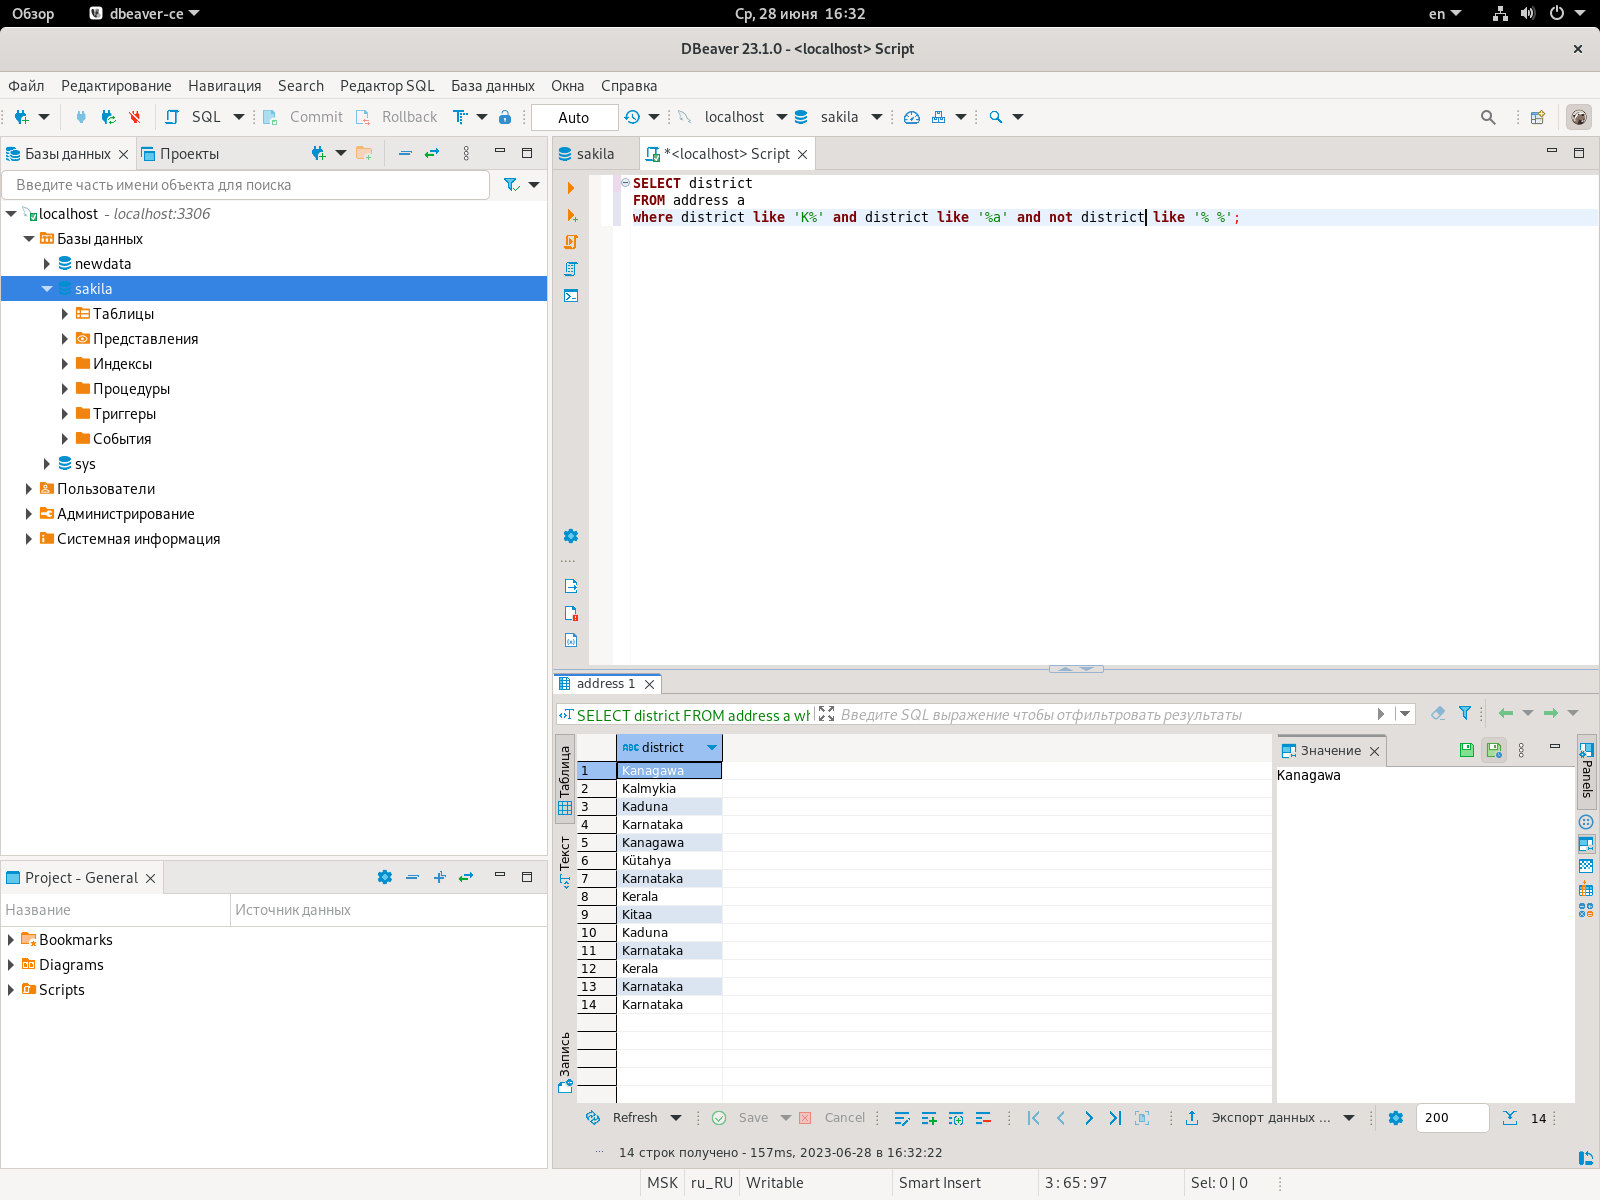 Обзор
dbeaver-ce
Ср, 28 июня  16:32
en
DBeaver 23.1.0 - <localhost> Script
Файл
Редактирование
Навигация
Search
Редактор SQL
База данных
Окна
Справка
SQL
Commit
Rollback
Auto
localhost
sakila
Базы данных
Проекты
Введите часть имени объекта для поиска
localhost - localhost:3306
Базы данных
newdata
sakila
Таблицы
Представления
Индексы
Процедуры
Триггеры
События
sys
Пользователи
Администрирование
Системная информация
Project - General
Название
Источник данных
Bookmarks
Diagrams
Scripts
sakila
*<localhost> Script
SELECT district
FROM address a
where district like 'K%' and district like '%a' and not district like '% %';
address 1
SELECT district FROM address a wh
Введите SQL выражение чтобы отфильтровать результаты
Таблица
Текст
Запись
ABC district
1 Kanagawa
2 Kalmykia
3 Kaduna
4 Karnataka
5 Kanagawa
6 Kütahya
7 Karnataka
8 Kerala
9 Kitaa
10 Kaduna
11 Karnataka
12 Kerala
13 Karnataka
14 Karnataka
Значение
Kanagawa
Panels
Refresh
Save
Cancel
Экспорт данных ...
200
14
14 строк получено - 157ms, 2023-06-28 в 16:32:22
MSK
ru_RU
Writable
Smart Insert
3 : 65 : 97
Sel: 0 | 0